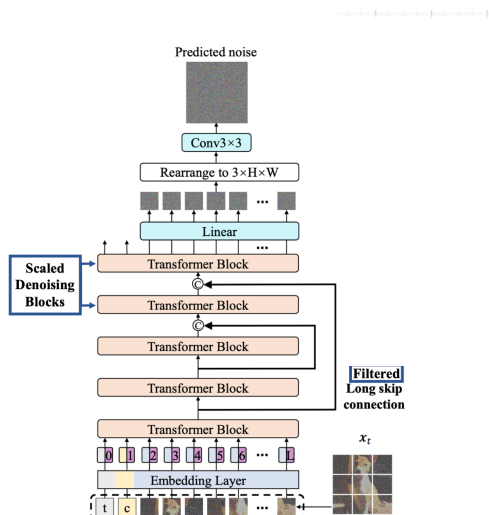 Predicted noise
Conv3×3
Rearrange to 3×H×W
...
Linear
...
Transformer Block
Scaled
Denoising
Blocks
C
Transformer Block
C
Transformer Block
Transformer Block
Filtered
Long skip
connection
Transformer Block
x_t
0 1 2 3 4 5 6 ... L
Embedding Layer
t c ...